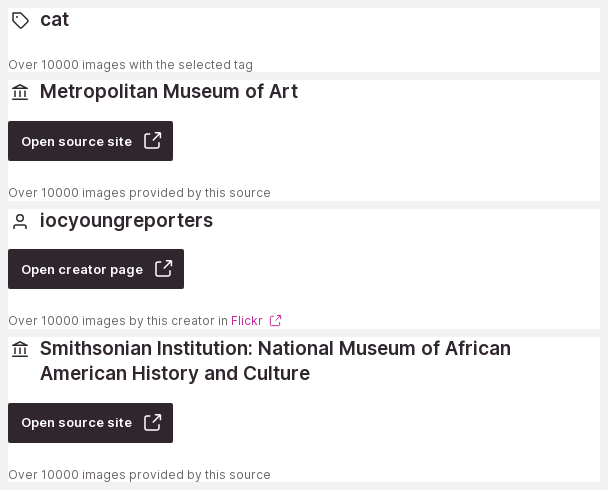 cat
Over 10000 images with the selected tag
Metropolitan Museum of Art
Open source site
Over 10000 images provided by this source
iocyoungreporters
Open creator page
Over 10000 images by this creator in Flickr
Smithsonian Institution: National Museum of African
American History and Culture
Open source site
Over 10000 images provided by this source